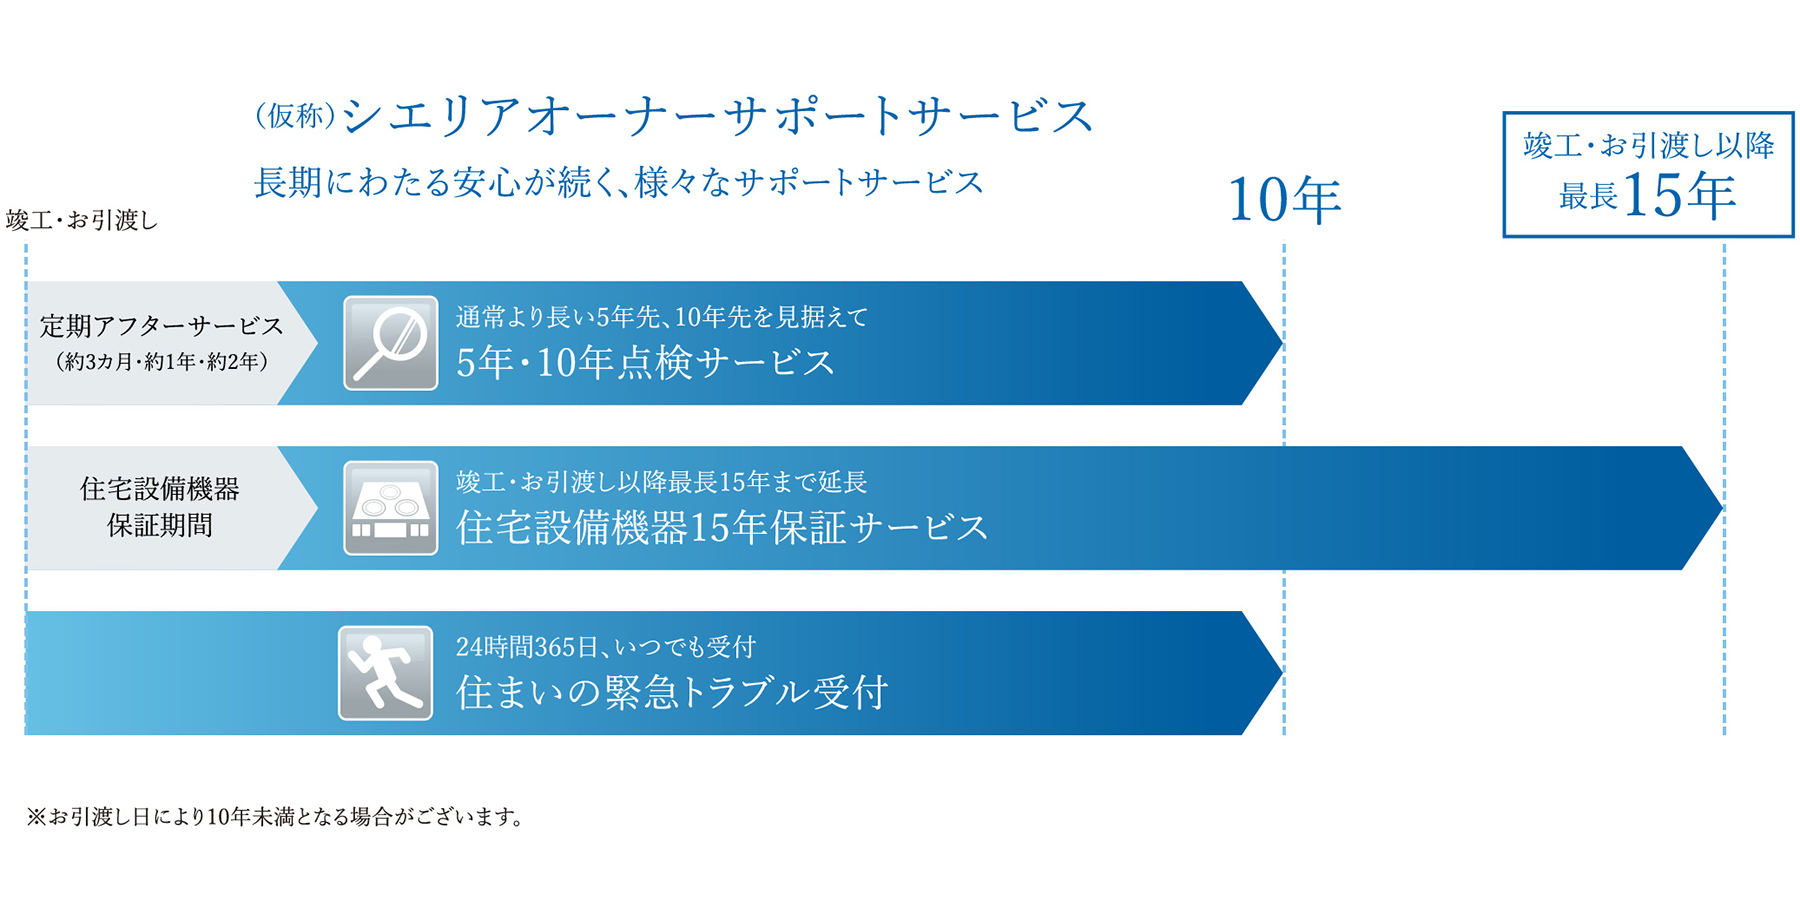 （仮称）シエリアオーナーサポートサービス
長期にわたる安心が続く、様々なサポートサービス
竣工・お引渡し
10年
竣工・お引渡し以降
最長15年
定期アフターサービス
（約3カ月・約1年・約2年）
通常より長い5年先、10年先を見据えて
5年・10年点検サービス
住宅設備機器
保証期間
竣工・お引渡し以降最長15年まで延長
住宅設備機器15年保証サービス
24時間365日、いつでも受付
住まいの緊急トラブル受付
※お引渡し日により10年未満となる場合がございます。